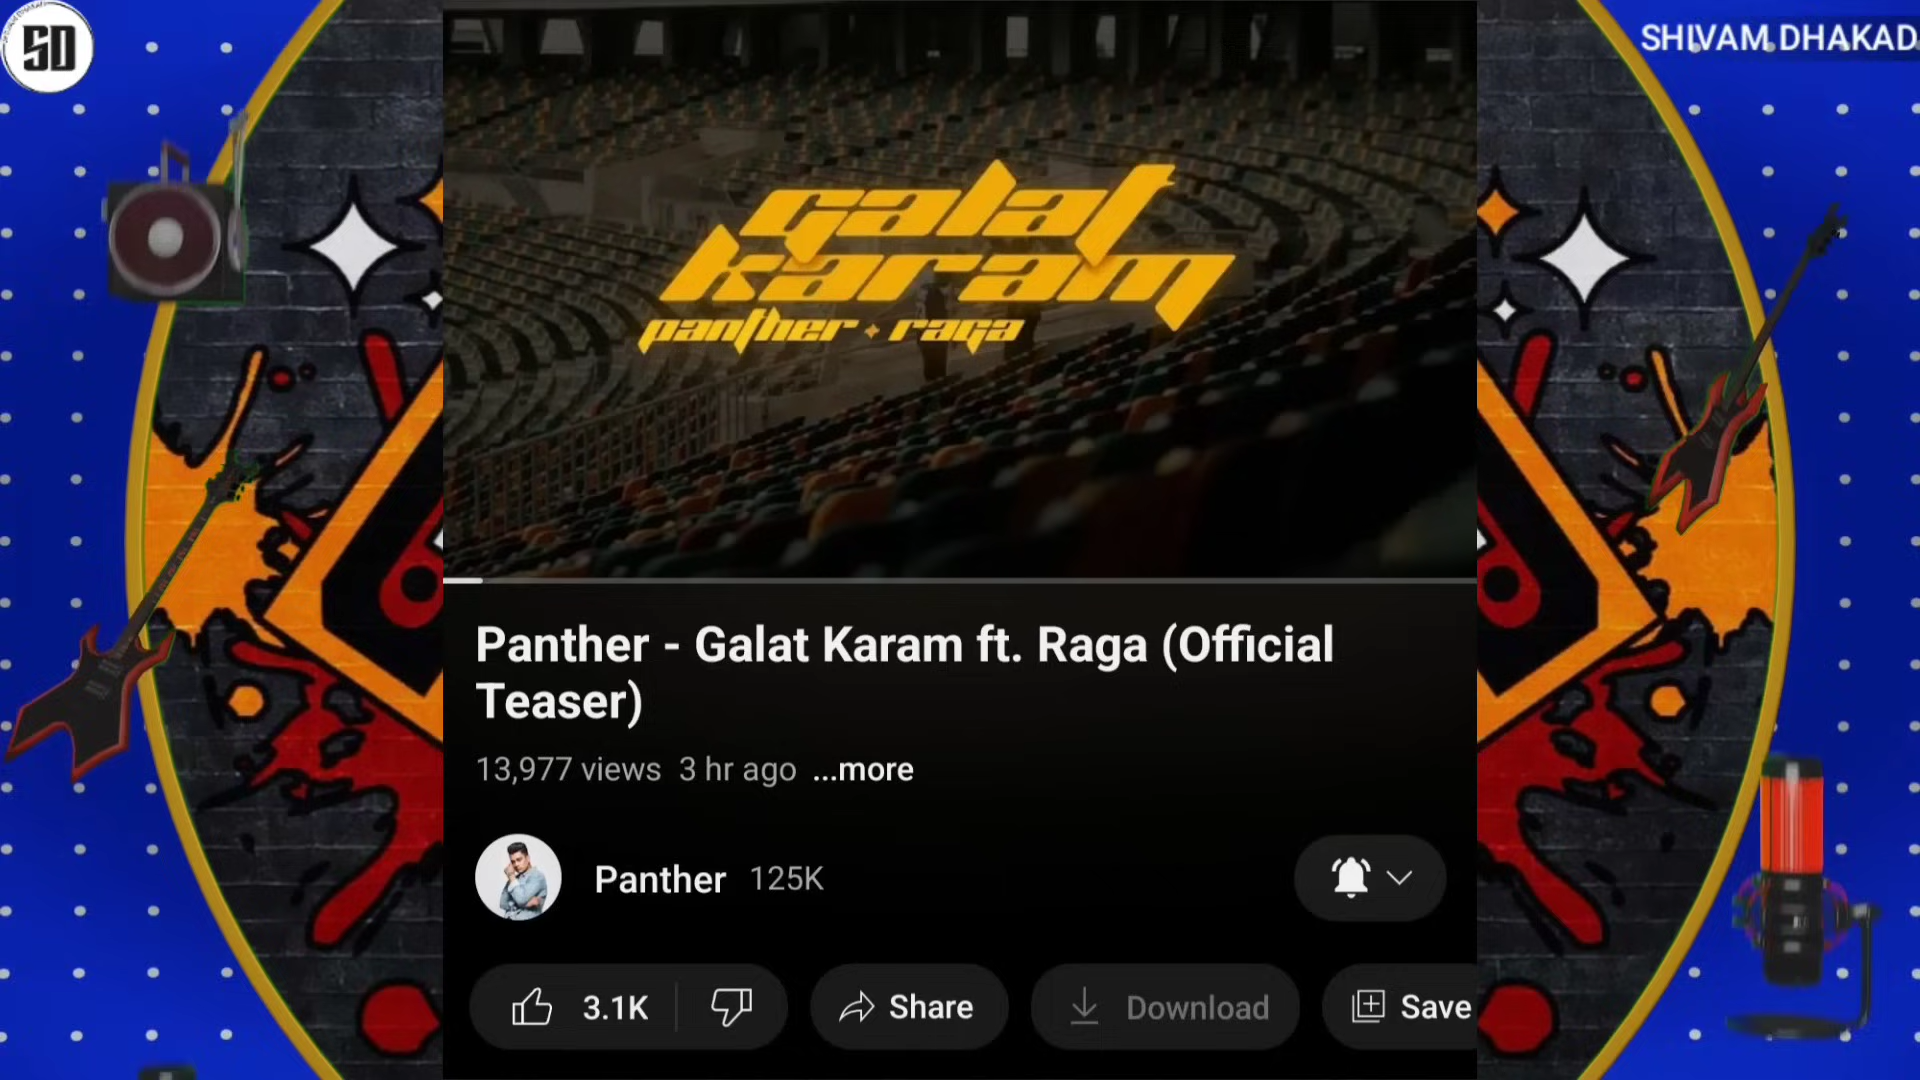 SD
SHIVAM DHAKAD
galat
karam
panther + raga
Panther - Galat Karam ft. Raga (Official
Teaser)
13,977 views 3 hr ago ...more
Panther 125K
3.1K Share Download Save